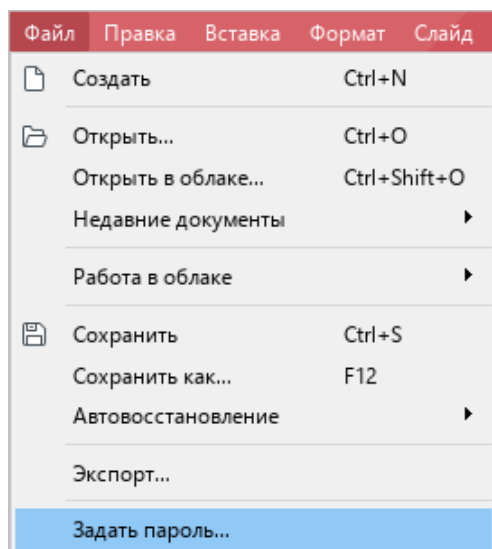 Файл Правка Вставка Формат Слайд
Создать Ctrl+N
Открыть... Ctrl+O
Открыть в облаке... Ctrl+Shift+O
Недавние документы
Работа в облаке
Сохранить Ctrl+S
Сохранить как... F12
Автовосстановление
Экспорт...
Задать пароль...